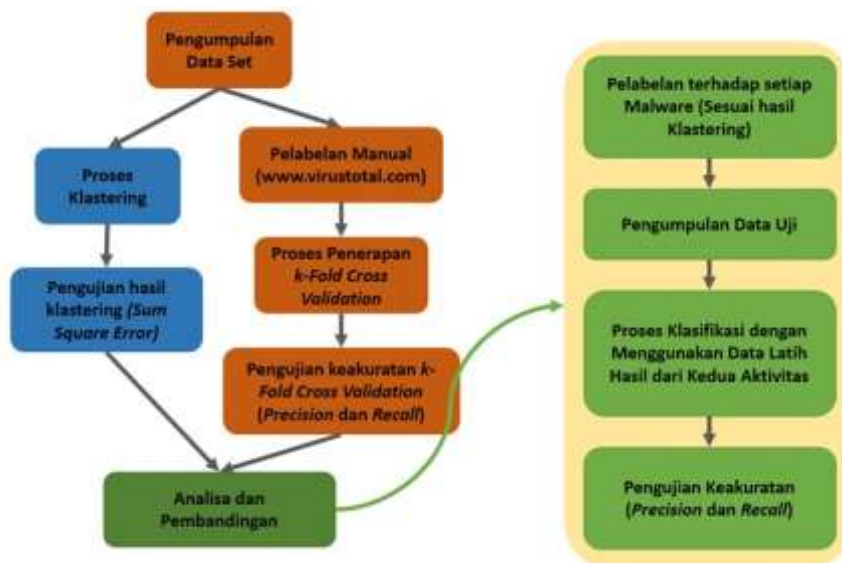 Pengumpulan
Data Set
Proses
Klastering
Pengujian hasil
klastering (Sum
Square Error)
Pelabelan Manual
(www.virustotal.com)
Proses Penerapan
k-Fold Cross
Validation
Pengujian keakuratan k-
Fold Cross Validation
(Precision dan Recall)
Analisa dan
Pembandingan
Pelabelan terhadap setiap
Malware (Sesuai hasil
Klastering)
Pengumpulan Data Uji
Proses Klasifikasi dengan
Menggunakan Data Latih
Hasil dari Kedua Aktivitas
Pengujian Keakuratan
(Precision dan Recall)